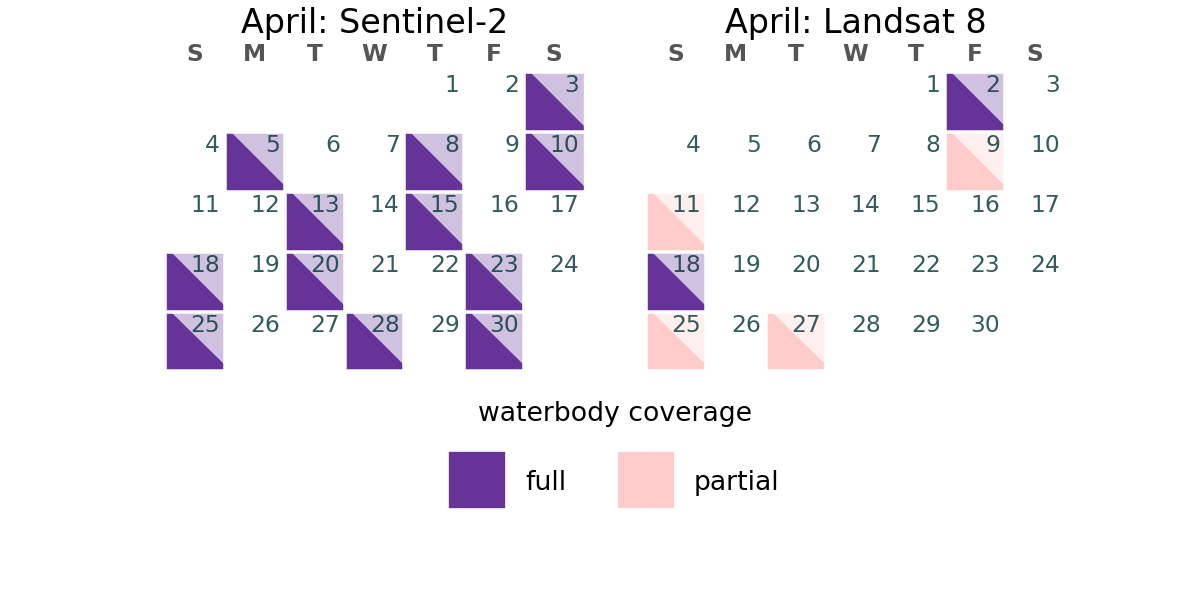 April: Sentinel-2
S M T W T F S
1 2 3
4 5 6 7 8 9 10
11 12 13 14 15 16 17
18 19 20 21 22 23 24
25 26 27 28 29 30
April: Landsat 8
S M T W T F S
1 2 3
4 5 6 7 8 9 10
11 12 13 14 15 16 17
18 19 20 21 22 23 24
25 26 27 28 29 30
waterbody coverage
full partial